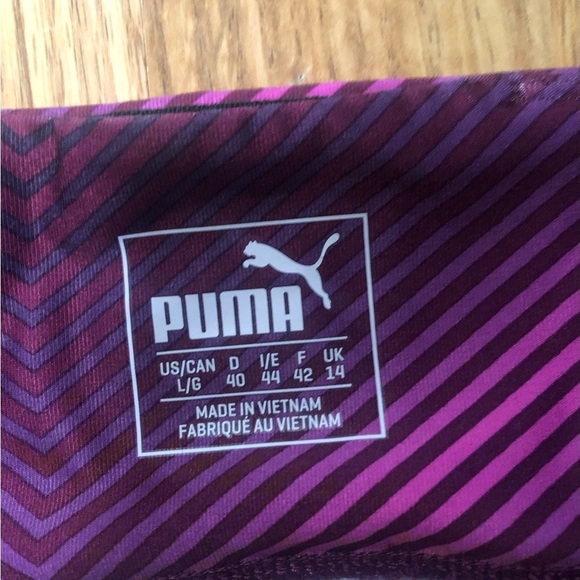 PUMA
US/CAN D I/E F UK
L/G 40 44 42 14
MADE IN VIETNAM
FABRIQUÉ AU VIETNAM